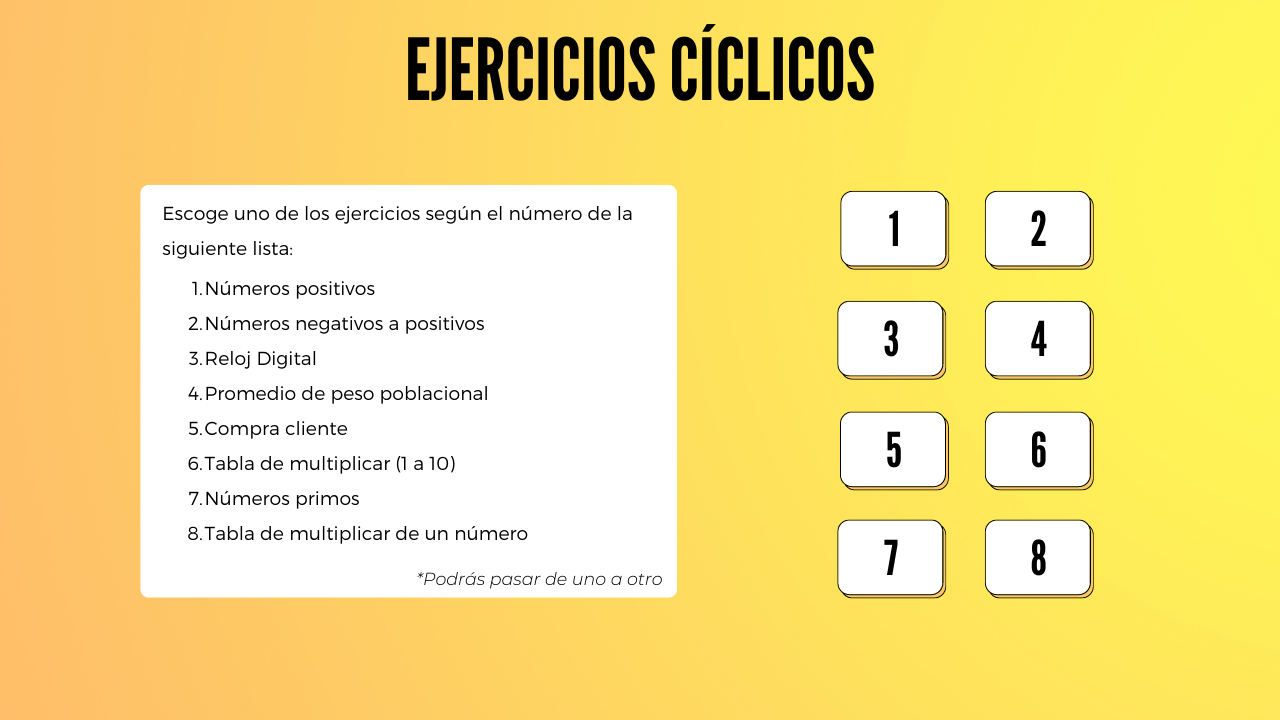 EJERCICIOS CÍCLICOS
Escoge uno de los ejercicios según el número de la
siguiente lista:
1. Números positivos
2. Números negativos a positivos
3. Reloj Digital
4. Promedio de peso poblacional
5. Compra cliente
6. Tabla de multiplicar (1 a 10)
7. Números primos
8. Tabla de multiplicar de un número
*Podrás pasar de uno a otro
1 2
3 4
5 6
7 8